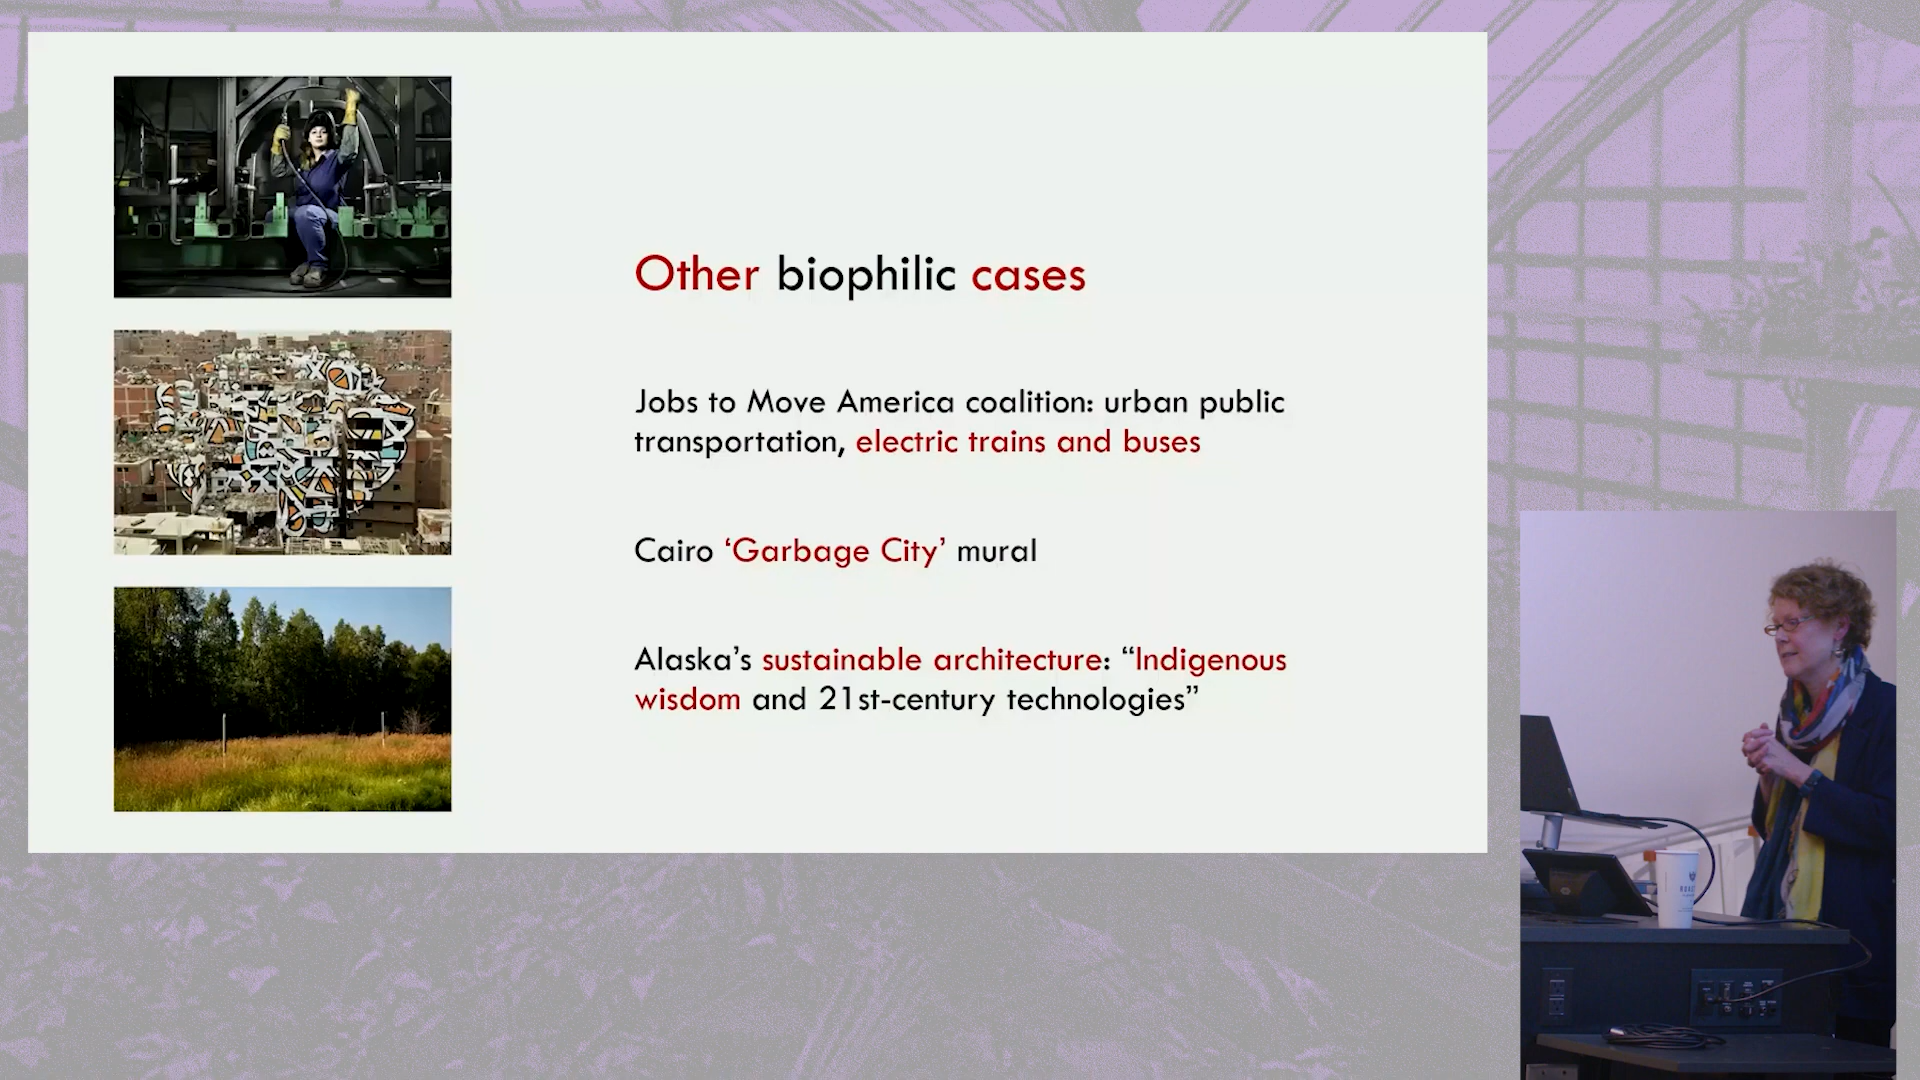 Other biophilic cases
Jobs to Move America coalition: urban public
transportation, electric trains and buses
Cairo ‘Garbage City’ mural
Alaska’s sustainable architecture: “Indigenous
wisdom and 21st-century technologies”